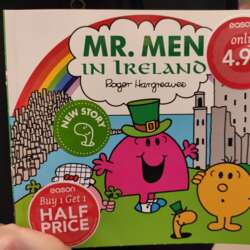 MR. MEN
IN IRELAND
Roger Hargreaves
NEW STORY
eason
only
4.9
eason
Buy 1 Get 1
HALF
PRICE